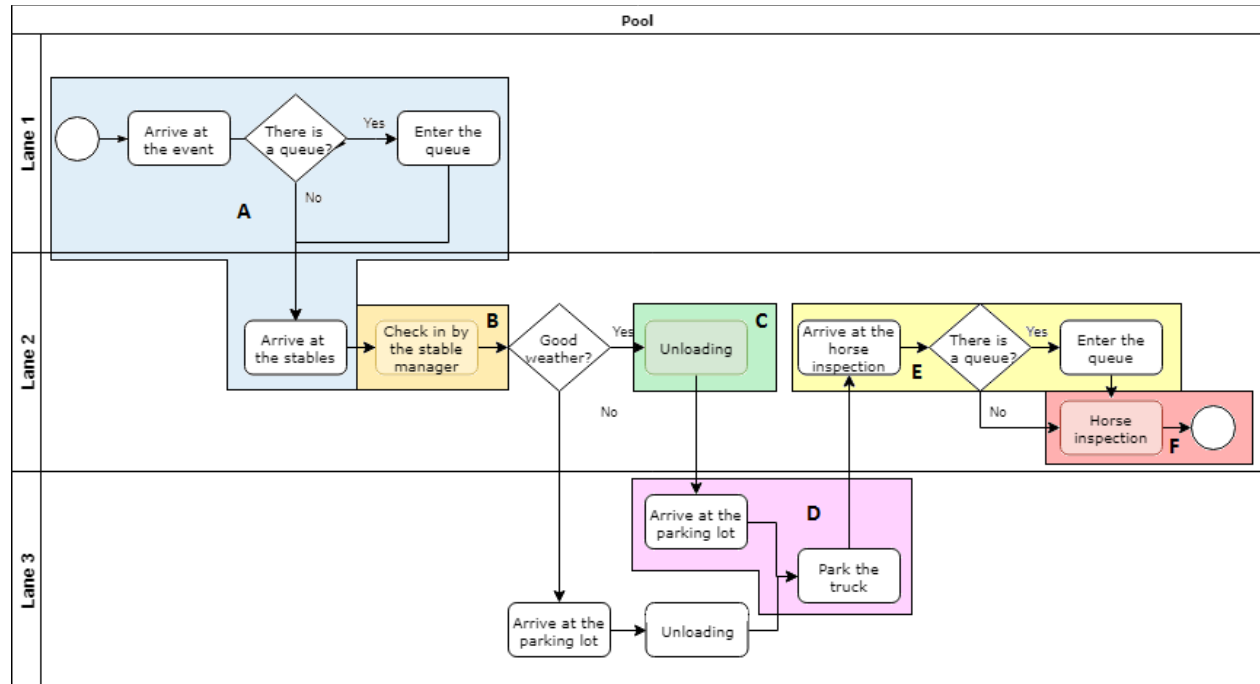 Pool
Lane 1
Arrive at
the event
There is
a queue?
Yes
Enter the
queue
No
A
Lane 2
Arrive at
the stables
Check in by
the stable
manager
B
Good
weather?
Yes
No
Unloading
C
Arrive at the
horse
inspection
There is
a queue?
Yes
Enter the
queue
E
No
Horse
inspection
F
Lane 3
Arrive at the
parking lot
D
Park the
truck
Arrive at the
parking lot
Unloading